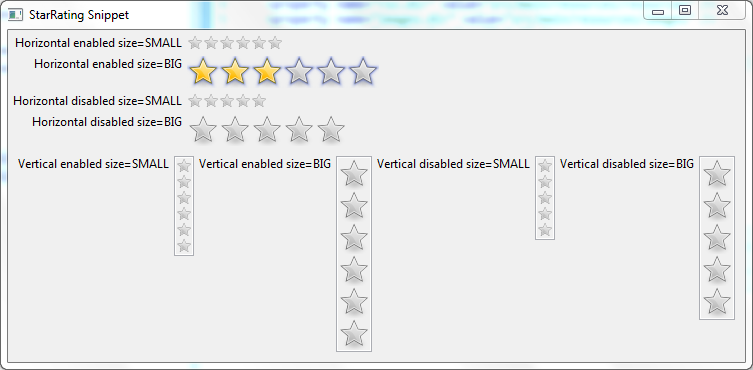 StarRating Snippet
Horizontal enabled size=SMALL
Horizontal enabled size=BIG
Horizontal disabled size=SMALL
Horizontal disabled size=BIG
Vertical enabled size=SMALL
Vertical enabled size=BIG
Vertical disabled size=SMALL
Vertical disabled size=BIG